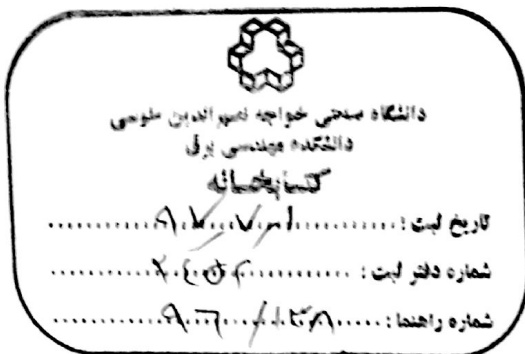 دانشگاه صنعتی خواجه نصیرالدین طوسی
دانشکده مهندسی برق
کتابخانه
تاریخ ثبت :
شماره دفتر ثبت :
شماره راهنما :